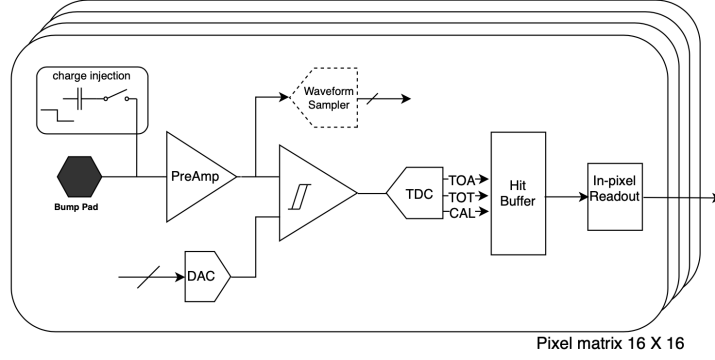 charge injection
Waveform
Sampler
PreAmp
Bump Pad
TDC
TOA
TOT
CAL
Hit
Buffer
In-pixel
Readout
DAC
Pixel matrix 16 X 16